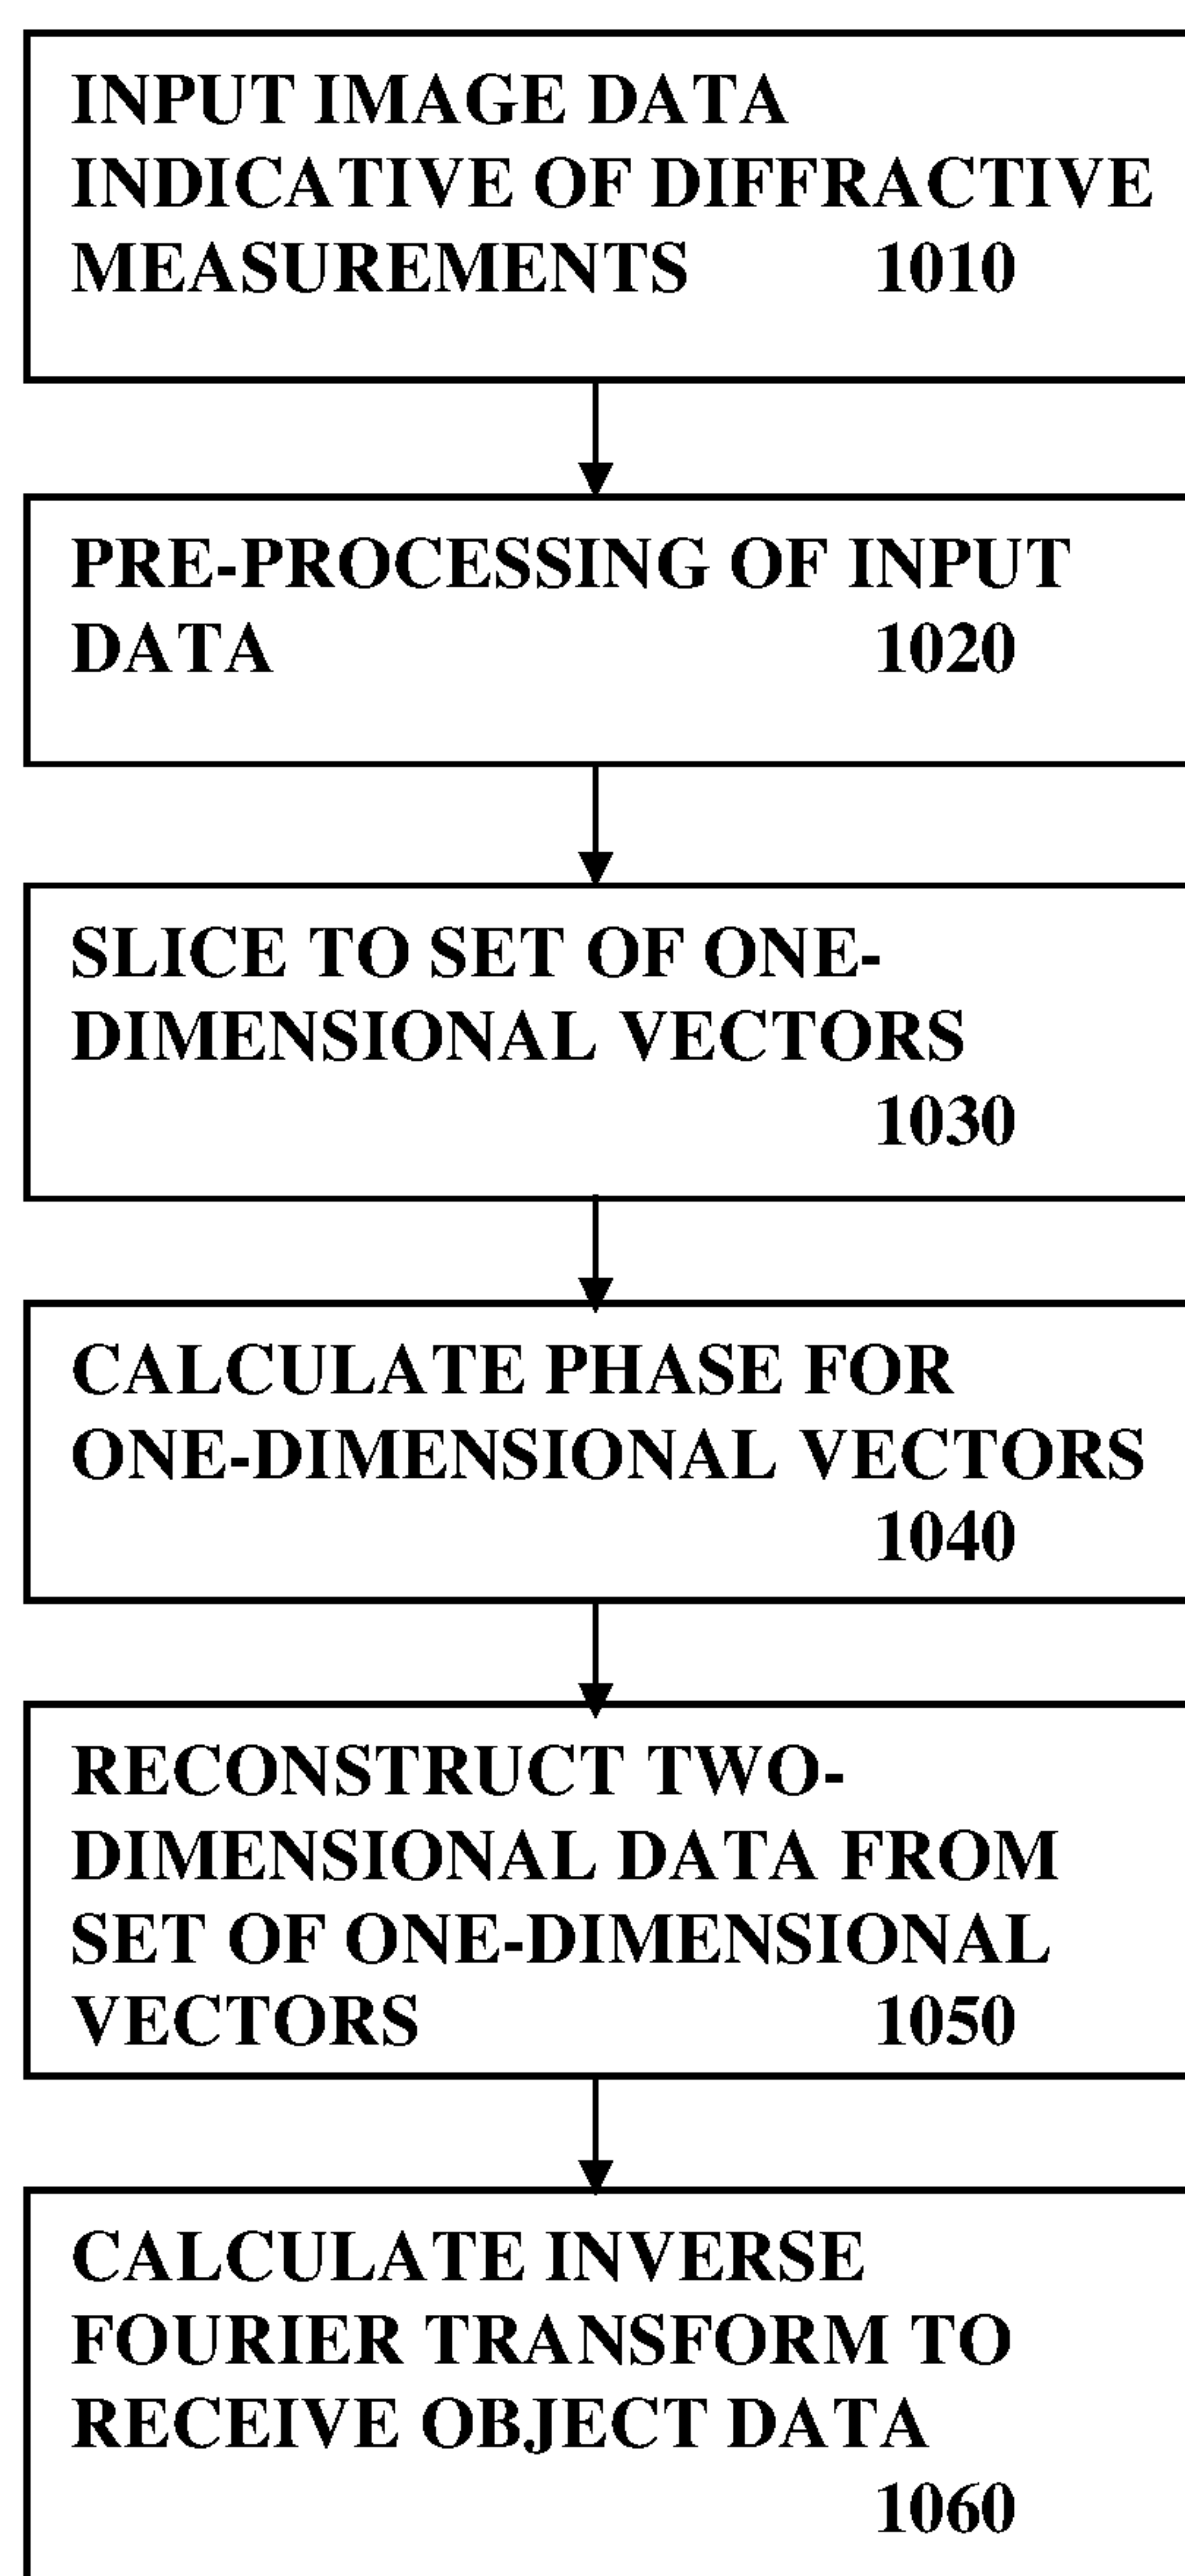 INPUT IMAGE DATA
INDICATIVE OF DIFFRACTIVE
MEASUREMENTS 1010
PRE-PROCESSING OF INPUT
DATA 1020
SLICE TO SET OF ONE-
DIMENSIONAL VECTORS
1030
CALCULATE PHASE FOR
ONE-DIMENSIONAL VECTORS
1040
RECONSTRUCT TWO-
DIMENSIONAL DATA FROM
SET OF ONE-DIMENSIONAL
VECTORS 1050
CALCULATE INVERSE
FOURIER TRANSFORM TO
RECEIVE OBJECT DATA
1060